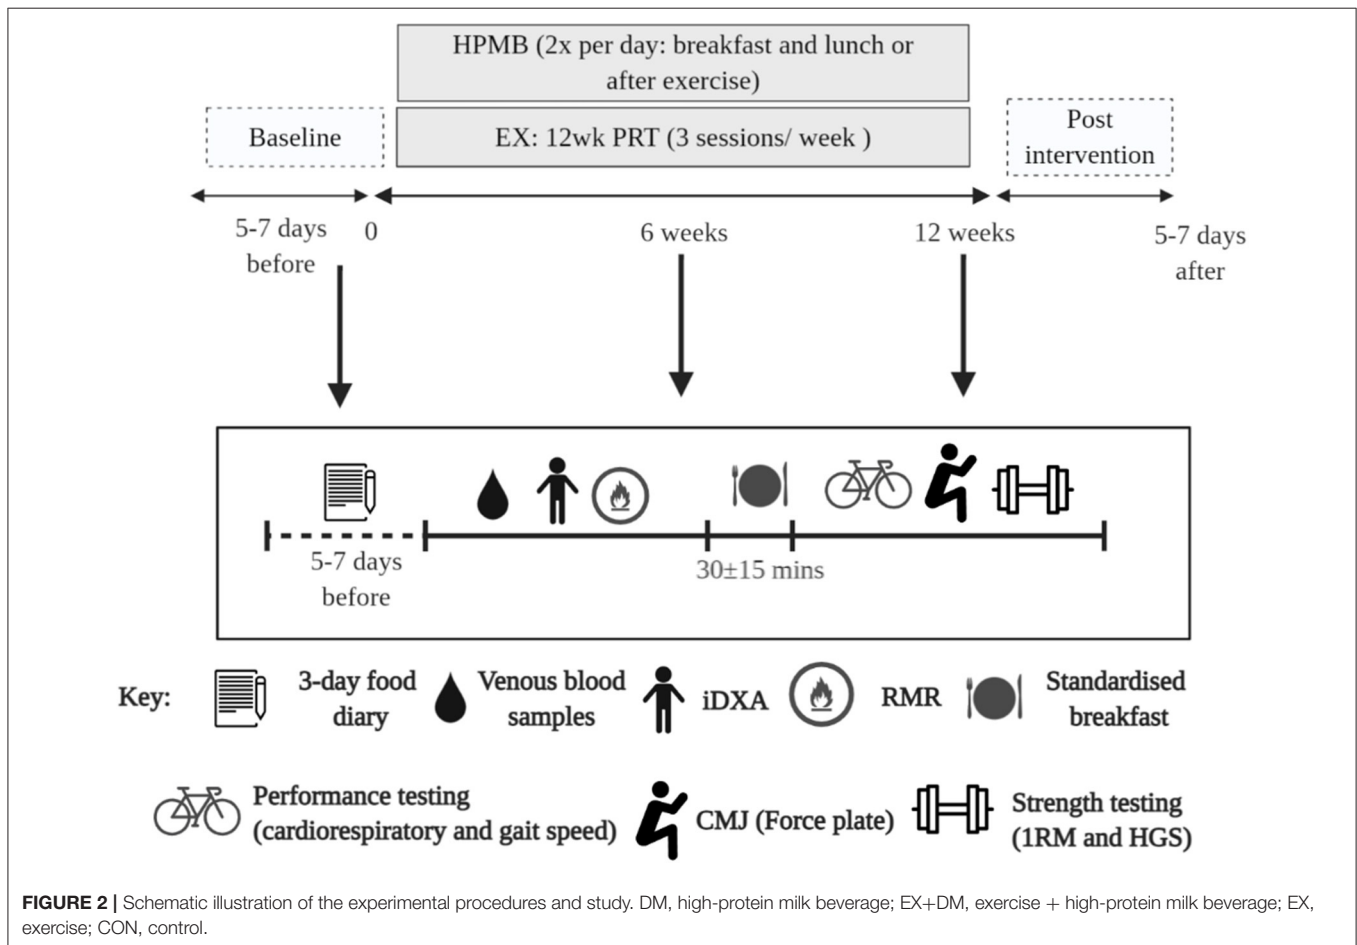 HPMB (2x per day: breakfast and lunch or
after exercise)
Baseline
EX: 12wk PRT (3 sessions/ week )
Post
intervention
5-7 days
before
0
6 weeks
12 weeks
5-7 days
after
5-7 days
before
30±15 mins
Key:
3-day food
diary
Venous blood
samples
iDXA
RMR
Standardised
breakfast
Performance testing
(cardiorespiratory and gait speed)
CMJ (Force plate)
Strength testing
(1RM and HGS)
FIGURE 2 | Schematic illustration of the experimental procedures and study. DM, high-protein milk beverage; EX+DM, exercise + high-protein milk beverage; EX,
exercise; CON, control.